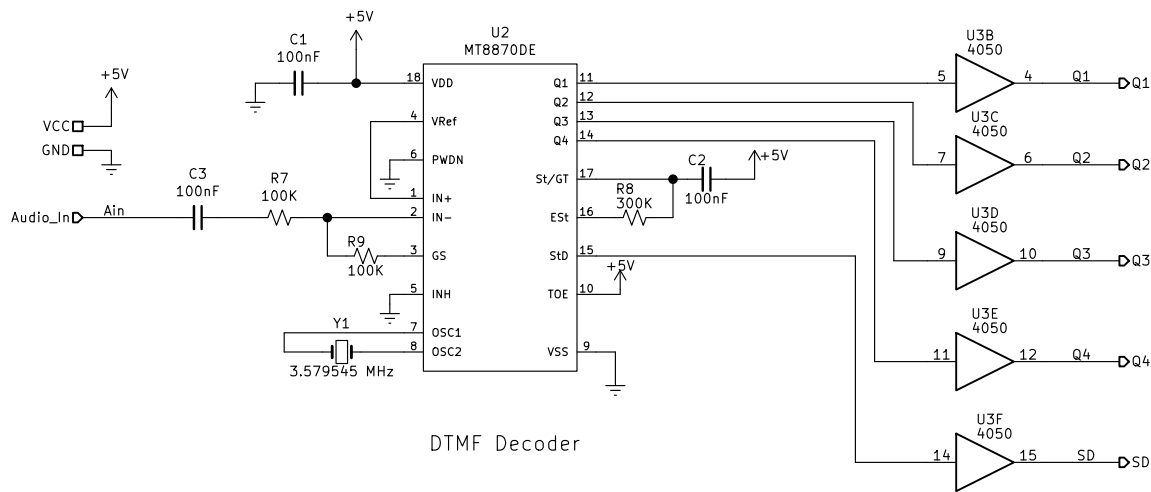 +5V
C1
100nF
U2
MT8870DE
+5V
VCC
GND
C3
100nF
R7
100K
Audio_In
Ain
R9
100K
Y1
3.579545 MHz
18 VDD
4 VRef
6 PWDN
1 IN+
2 IN-
3 GS
5 INH
7 OSC1
8 OSC2
Q1 11
Q2 12
Q3 13
Q4 14
St/GT 17
ESt 16
StD 15
TOE 10
VSS 9
C2
100nF
+5V
R8
300K
+5V
U3B
4050
5 4 Q1 Q1
U3C
4050
7 6 Q2 Q2
U3D
4050
9 10 Q3 Q3
U3E
4050
11 12 Q4 Q4
U3F
4050
14 15 SD SD
DTMF Decoder